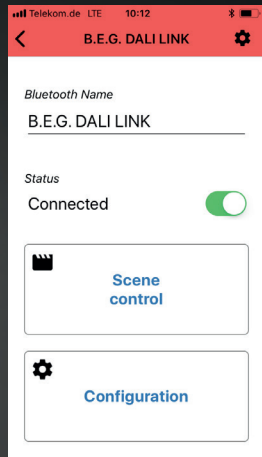 Telekom.de LTE 10:12
B.E.G. DALI LINK
Bluetooth Name
B.E.G. DALI LINK
Status
Connected
Scene
control
Configuration